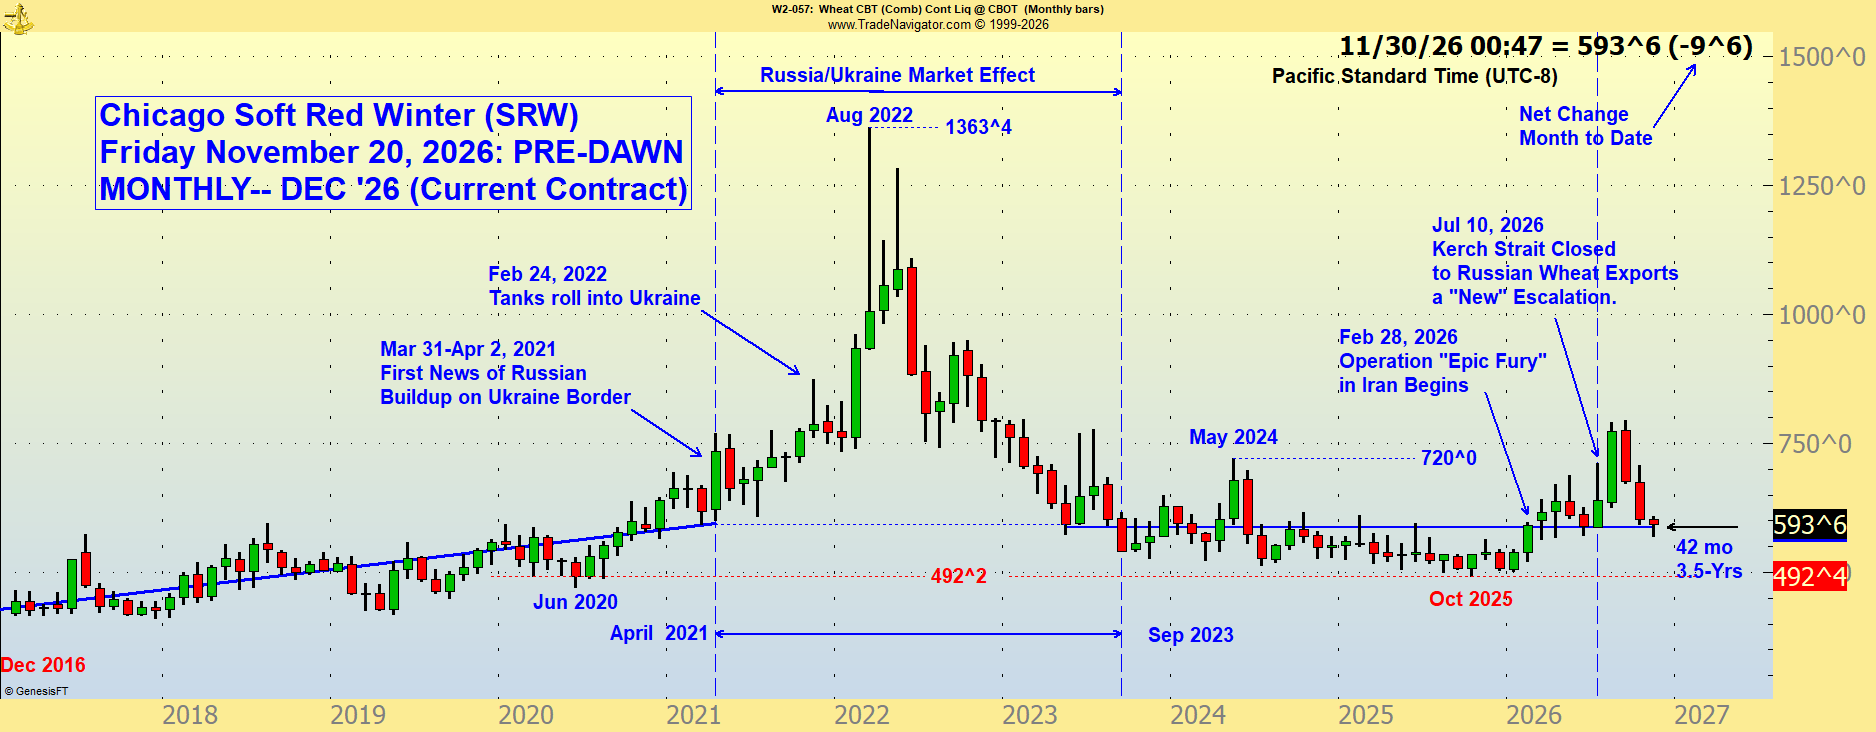 W2-057:  Wheat CBT (Comb) Cont Liq @ CBOT  (Monthly bars)
www.TradeNavigator.com © 1999-2026
11/30/26 00:47 = 593^6 (-9^6)
Pacific Standard Time (UTC-8)
Net Change
Month to Date
Chicago Soft Red Winter (SRW)
Friday November 20, 2026: PRE-DAWN
MONTHLY-- DEC '26 (Current Contract)
Russia/Ukraine Market Effect
Aug 2022
1363^4
Feb 24, 2022
Tanks roll into Ukraine
Mar 31-Apr 2, 2021
First News of Russian
Buildup on Ukraine Border
Jul 10, 2026
Kerch Strait Closed
to Russian Wheat Exports
a "New" Escalation.
Feb 28, 2026
Operation "Epic Fury"
in Iran Begins
May 2024
720^0
42 mo
3.5-Yrs
492^2
Jun 2020
Oct 2025
April  2021
Sep 2023
Dec 2016
© GenesisFT
1500^0
1250^0
1000^0
750^0
593^6
492^4
2018
2019
2020
2021
2022
2023
2024
2025
2026
2027